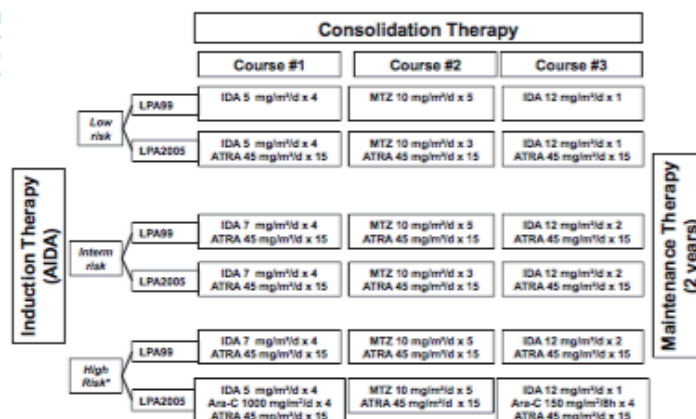 Consolidation Therapy
Course #1
Course #2
Course #3
Induction Therapy
(AIDA)
Low
risk
LPA99
IDA 5 mg/m²/d x 4
MTZ 10 mg/m²/d x 5
IDA 12 mg/m²/d x 1
LPA2005
IDA 5 mg/m²/d x 4
ATRA 45 mg/m²/d x 15
MTZ 10 mg/m²/d x 3
ATRA 45 mg/m²/d x 15
IDA 12 mg/m²/d x 1
ATRA 45 mg/m²/d x 15
Interm
risk
LPA99
IDA 7 mg/m²/d x 4
ATRA 45 mg/m²/d x 15
MTZ 10 mg/m²/d x 5
ATRA 45 mg/m²/d x 15
IDA 12 mg/m²/d x 2
ATRA 45 mg/m²/d x 15
LPA2005
IDA 7 mg/m²/d x 4
ATRA 45 mg/m²/d x 15
MTZ 10 mg/m²/d x 3
ATRA 45 mg/m²/d x 15
IDA 12 mg/m²/d x 2
ATRA 45 mg/m²/d x 15
High
Risk*
LPA99
IDA 7 mg/m²/d x 4
ATRA 45 mg/m²/d x 15
MTZ 10 mg/m²/d x 5
ATRA 45 mg/m²/d x 15
IDA 12 mg/m²/d x 2
ATRA 45 mg/m²/d x 15
LPA2005
IDA 5 mg/m²/d x 4
Ara-C 1000 mg/m²/d x 4
ATRA 45 mg/m²/d x 15
MTZ 10 mg/m²/d x 5
ATRA 45 mg/m²/d x 15
IDA 12 mg/m²/d x 1
Ara-C 150 mg/m²/8h x 4
ATRA 45 mg/m²/d x 15
Maintenance Therapy
(2 years)